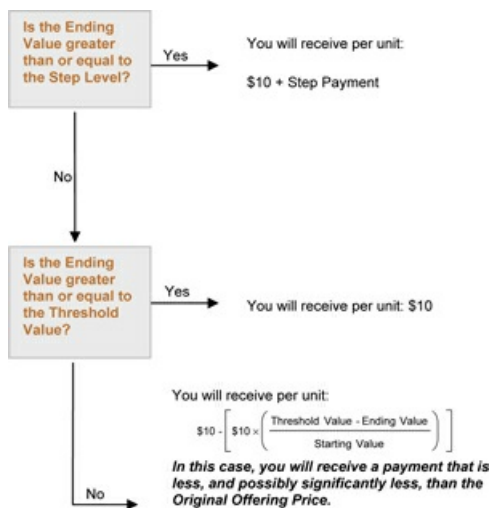 Is the Ending
Value greater
than or equal to
the Step Level?
Yes
You will receive per unit:
$10 + Step Payment
No
Is the Ending
Value greater
than or equal to
the Threshold
Value?
Yes
You will receive per unit: $10
You will receive per unit:
$10 - [ $10 × ( Threshold Value - Ending Value
Starting Value ) ]
In this case, you will receive a payment that is
less, and possibly significantly less, than the
Original Offering Price.
No